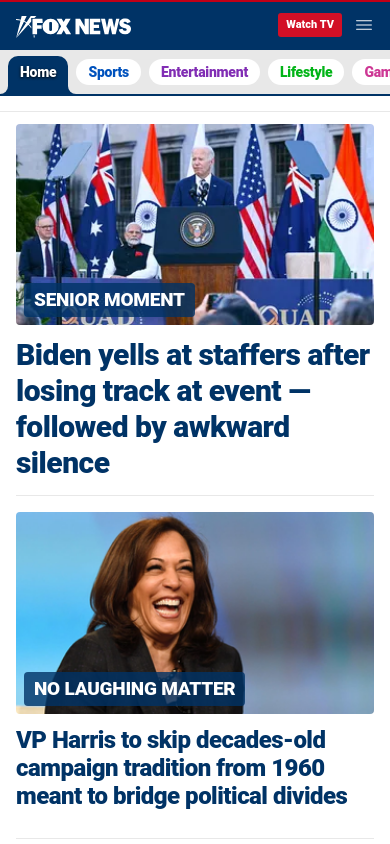 FOX NEWS
Watch TV
Home Sports Entertainment Lifestyle Gam
QUAD QUAD
SENIOR MOMENT
Biden yells at staffers after
losing track at event —
followed by awkward
silence
NO LAUGHING MATTER
VP Harris to skip decades-old
campaign tradition from 1960
meant to bridge political divides